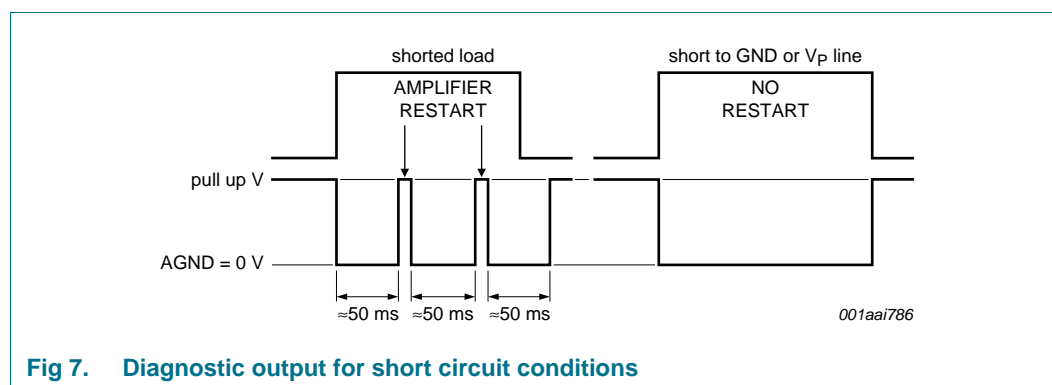 shorted load
short to GND or VP line
AMPLIFIER
RESTART
NO
RESTART
pull up V
AGND = 0 V
≈50 ms ≈50 ms ≈50 ms
001aai786
Fig 7. Diagnostic output for short circuit conditions